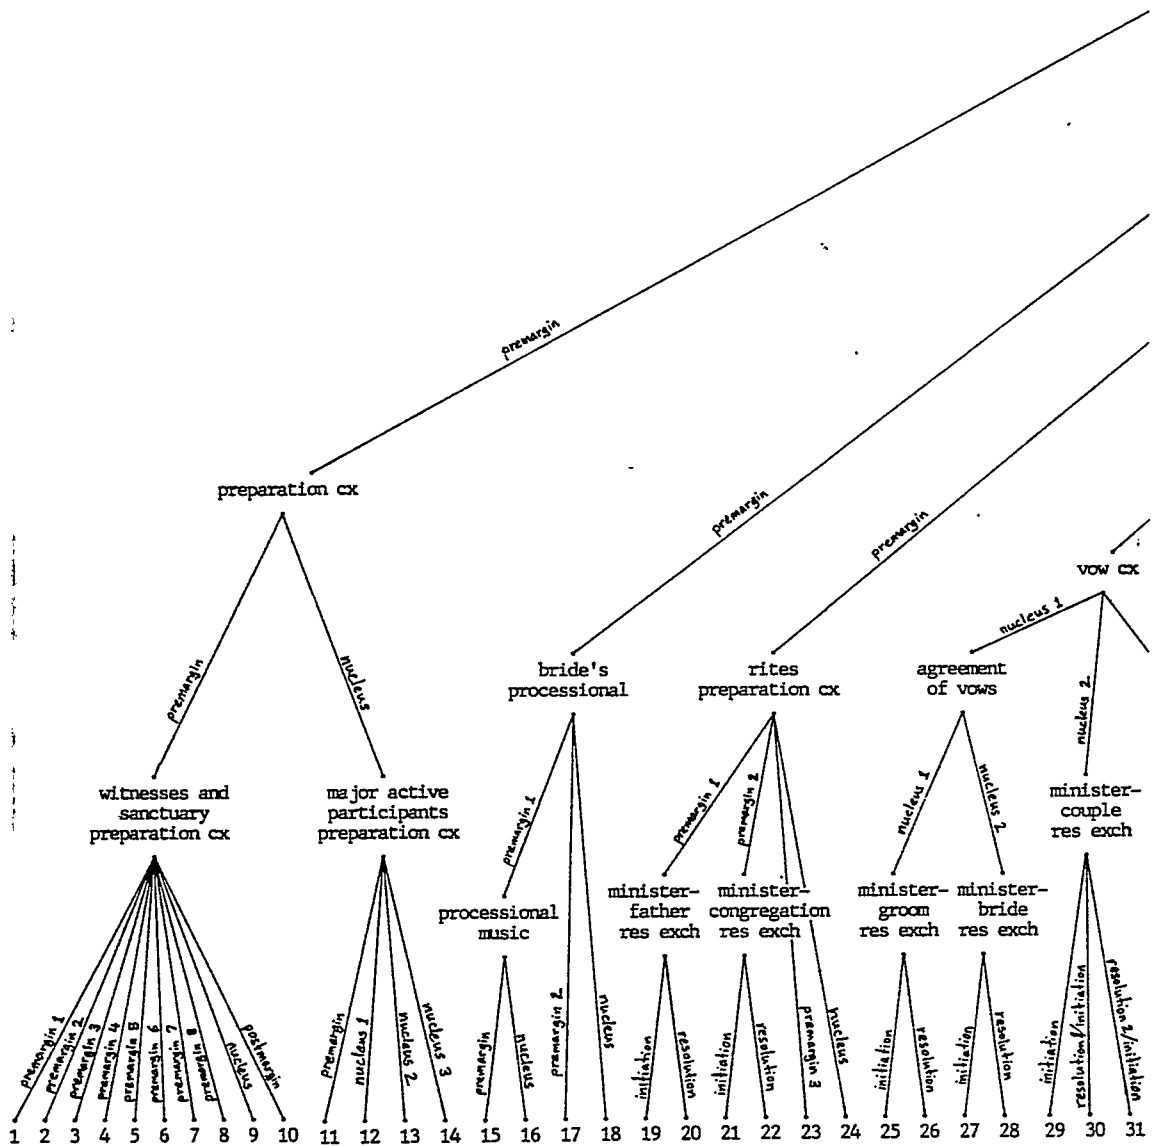 premargin
premargin
premargin
preparation cx
vow cx
nucleus 1
premargin
nucleus
bride's
processional
rites
preparation cx
agreement
of vows
nucleus 2
witnesses and
sanctuary
preparation cx
major active
participants
preparation cx
premargin 1
premargin 1
premargin 2
nucleus 1
nucleus 2
minister-
couple
res exch
processional
music
minister-
father
res exch
minister-
congregation
res exch
minister-
groom
res exch
minister-
bride
res exch
premargin 1
premargin 2
premargin 3
premargin 4
premargin 5
premargin 6
premargin 7
premargin 8
nucleus
postmargin
premargin
nucleus 1
nucleus 2
nucleus 3
premargin
nucleus
premargin 2
nucleus
initiation
resolution
initiation
resolution
premargin 3
nucleus
initiation
resolution
initiation
resolution
initiation
resolution1/initiation
resolution 2/initiation
1 2 3 4 5 6 7 8 9 10 11 12 13 14 15 16 17 18 19 20 21 22 23 24 25 26 27 28 29 30 31